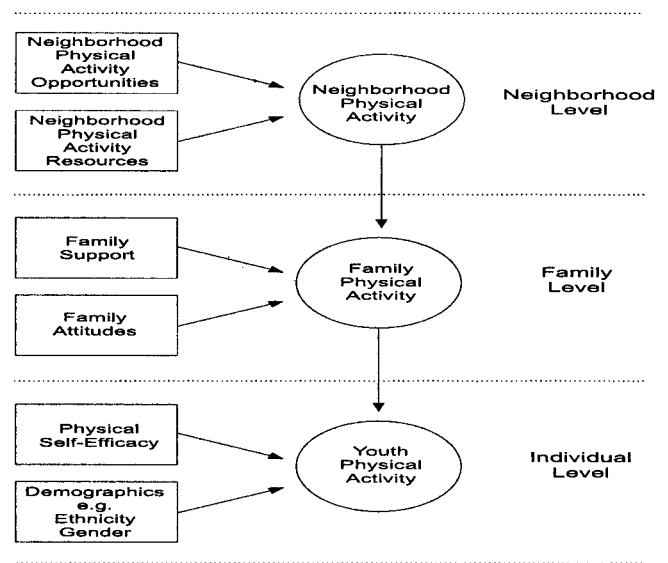 Neighborhood
Physical
Activity
Opportunities
Neighborhood
Physical
Activity
Resources
Neighborhood
Physical
Activity
Neighborhood
Level
Family
Support
Family
Attitudes
Family
Physical
Activity
Family
Level
Physical
Self-Efficacy
Demographics
e.g.
Ethnicity
Gender
Youth
Physical
Activity
Individual
Level